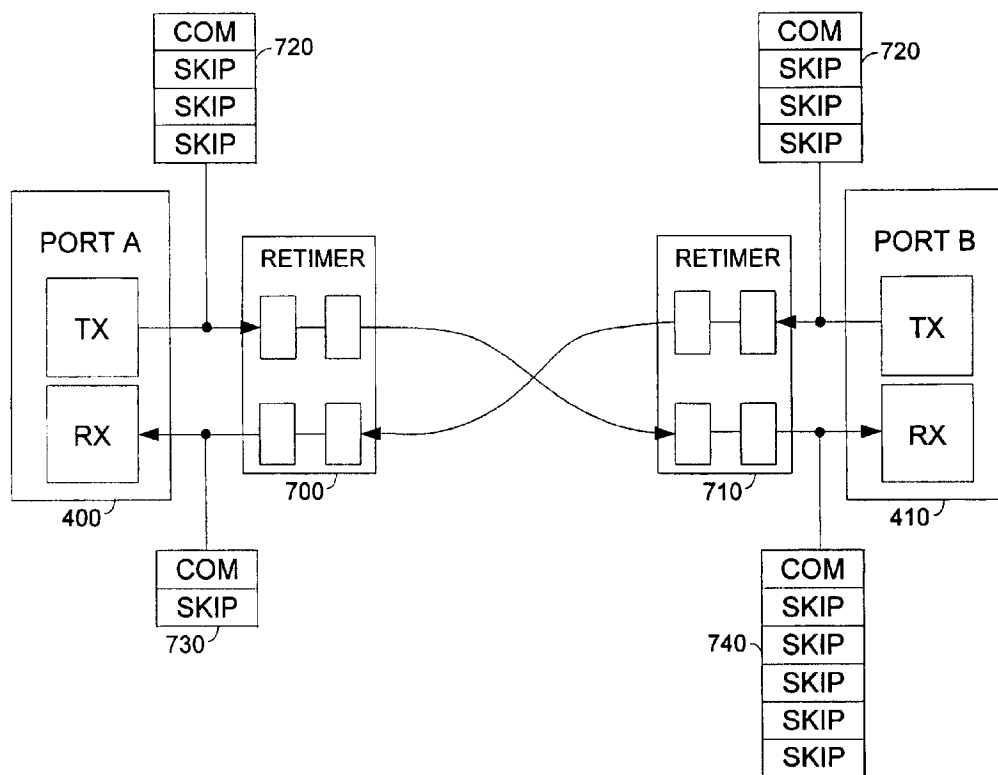 COM
SKIP
SKIP
SKIP
720
COM
SKIP
SKIP
SKIP
720
PORT A
TX
RX
400
RETIMER
700
RETIMER
710
PORT B
TX
RX
410
COM
SKIP
730
COM
SKIP
SKIP
SKIP
SKIP
SKIP
740